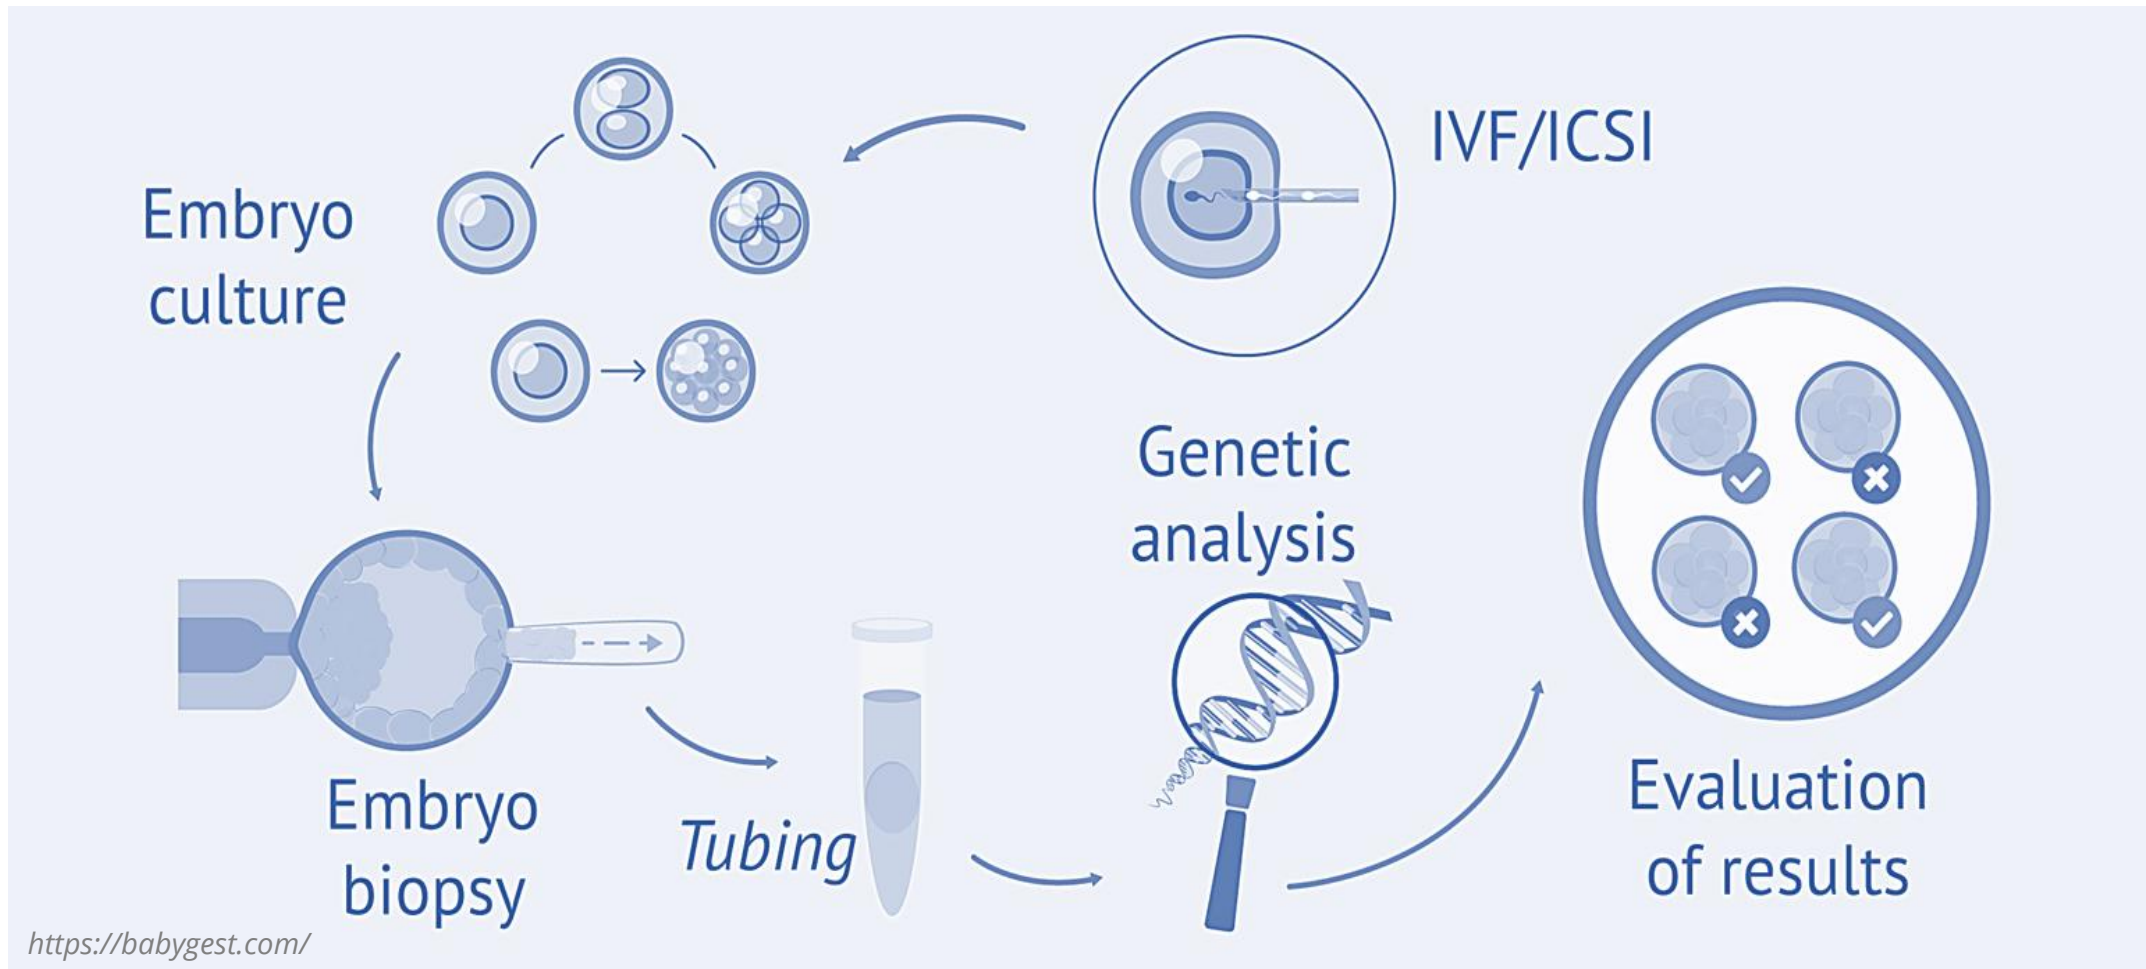 IVF/ICSI
Embryo
culture
Embryo
biopsy
Tubing
Genetic
analysis
Evaluation
of results
https://babygest.com/